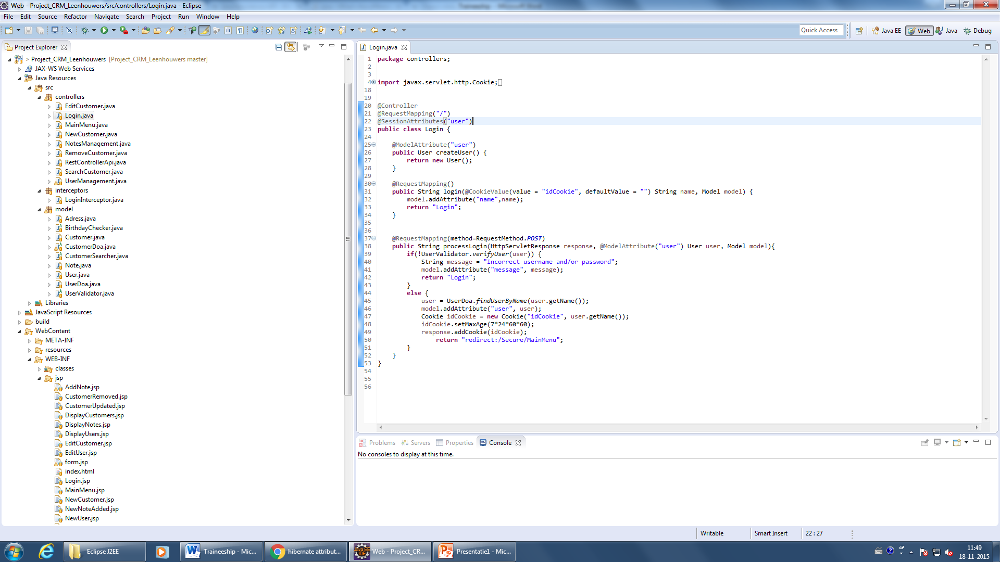 Web - Project_CRM_Leenhouwers/src/controllers/Login.java - Eclipse
File Edit Source Refactor Navigate Search Project Run Window Help
Quick Access Java EE Web Java Debug
Project Explorer
> Project_CRM_Leenhouwers [Project_CRM_Leenhouwers master]
JAX-WS Web Services
Java Resources
src
controllers
EditCustomer.java
Login.java
MainMenu.java
NewCustomer.java
NotesManagement.java
RemoveCustomer.java
RestControllerApi.java
SearchCustomer.java
UserManagement.java
interceptors
LoginInterceptor.java
model
Adress.java
BirthdayChecker.java
Customer.java
CustomerDoa.java
CustomerSearcher.java
Note.java
User.java
UserDoa.java
UserValidator.java
Libraries
JavaScript Resources
build
WebContent
META-INF
resources
WEB-INF
classes
jsp
AddNote.jsp
CustomerRemoved.jsp
CustomerUpdated.jsp
DisplayCustomers.jsp
DisplayNotes.jsp
DisplayUsers.jsp
EditCustomer.jsp
EditUser.jsp
form.jsp
index.html
Login.jsp
MainMenu.jsp
NewCustomer.jsp
NewNoteAdded.jsp
NewUser.jsp
Login.java
1 package controllers;
2
3
4 import javax.servlet.http.Cookie;
18
19
20 @Controller
21 @RequestMapping("/")
22 @SessionAttributes("user")
23 public class Login {
24
25 @ModelAttribute("user")
26 public User createUser() {
27 return new User();
28 }
29
30 @RequestMapping()
31 public String login(@CookieValue(value = "idCookie", defaultValue = "") String name, Model model) {
32 model.addAttribute("name",name);
33 return "Login";
34 }
35
36
37 @RequestMapping(method=RequestMethod.POST)
38 public String processLogin(HttpServletResponse response, @ModelAttribute("user") User user, Model model){
39 if(!UserValidator.verifyUser(user)) {
40 String message = "Incorrect username and/or password";
41 model.addAttribute("message", message);
42 return "Login";
43 }
44 else {
45 user = UserDoa.findUserByName(user.getName());
46 model.addAttribute("user", user);
47 Cookie idCookie = new Cookie("idCookie", user.getName());
48 idCookie.setMaxAge(7*24*60*60);
49 response.addCookie(idCookie);
50 return "redirect:/Secure/MainMenu";
51 }
52 }
53 }
54
55
56
Problems Servers Properties Console
No consoles to display at this time.
Writable Smart Insert 22 : 27
Eclipse J2EE
Traineeship - Mic...
hibernate attribut...
Java EE IDE
Web - Project_CR...
Presentatie1 - Mic...
11:49
18-11-2015